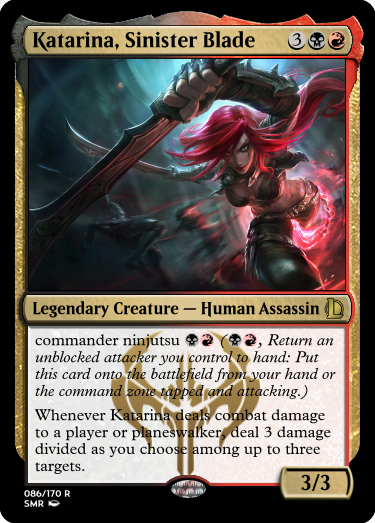 Katarina, Sinister Blade 3
Legendary Creature — Human Assassin
commander ninjutsu ( , Return an
unblocked attacker you control to hand: Put
this card onto the battlefield from your hand or
the command zone tapped and attacking.)
Whenever Katarina deals combat damage
to a player or planeswalker, deal 3 damage
divided as you choose among up to three
targets.
3/3
086/170 R
SMR